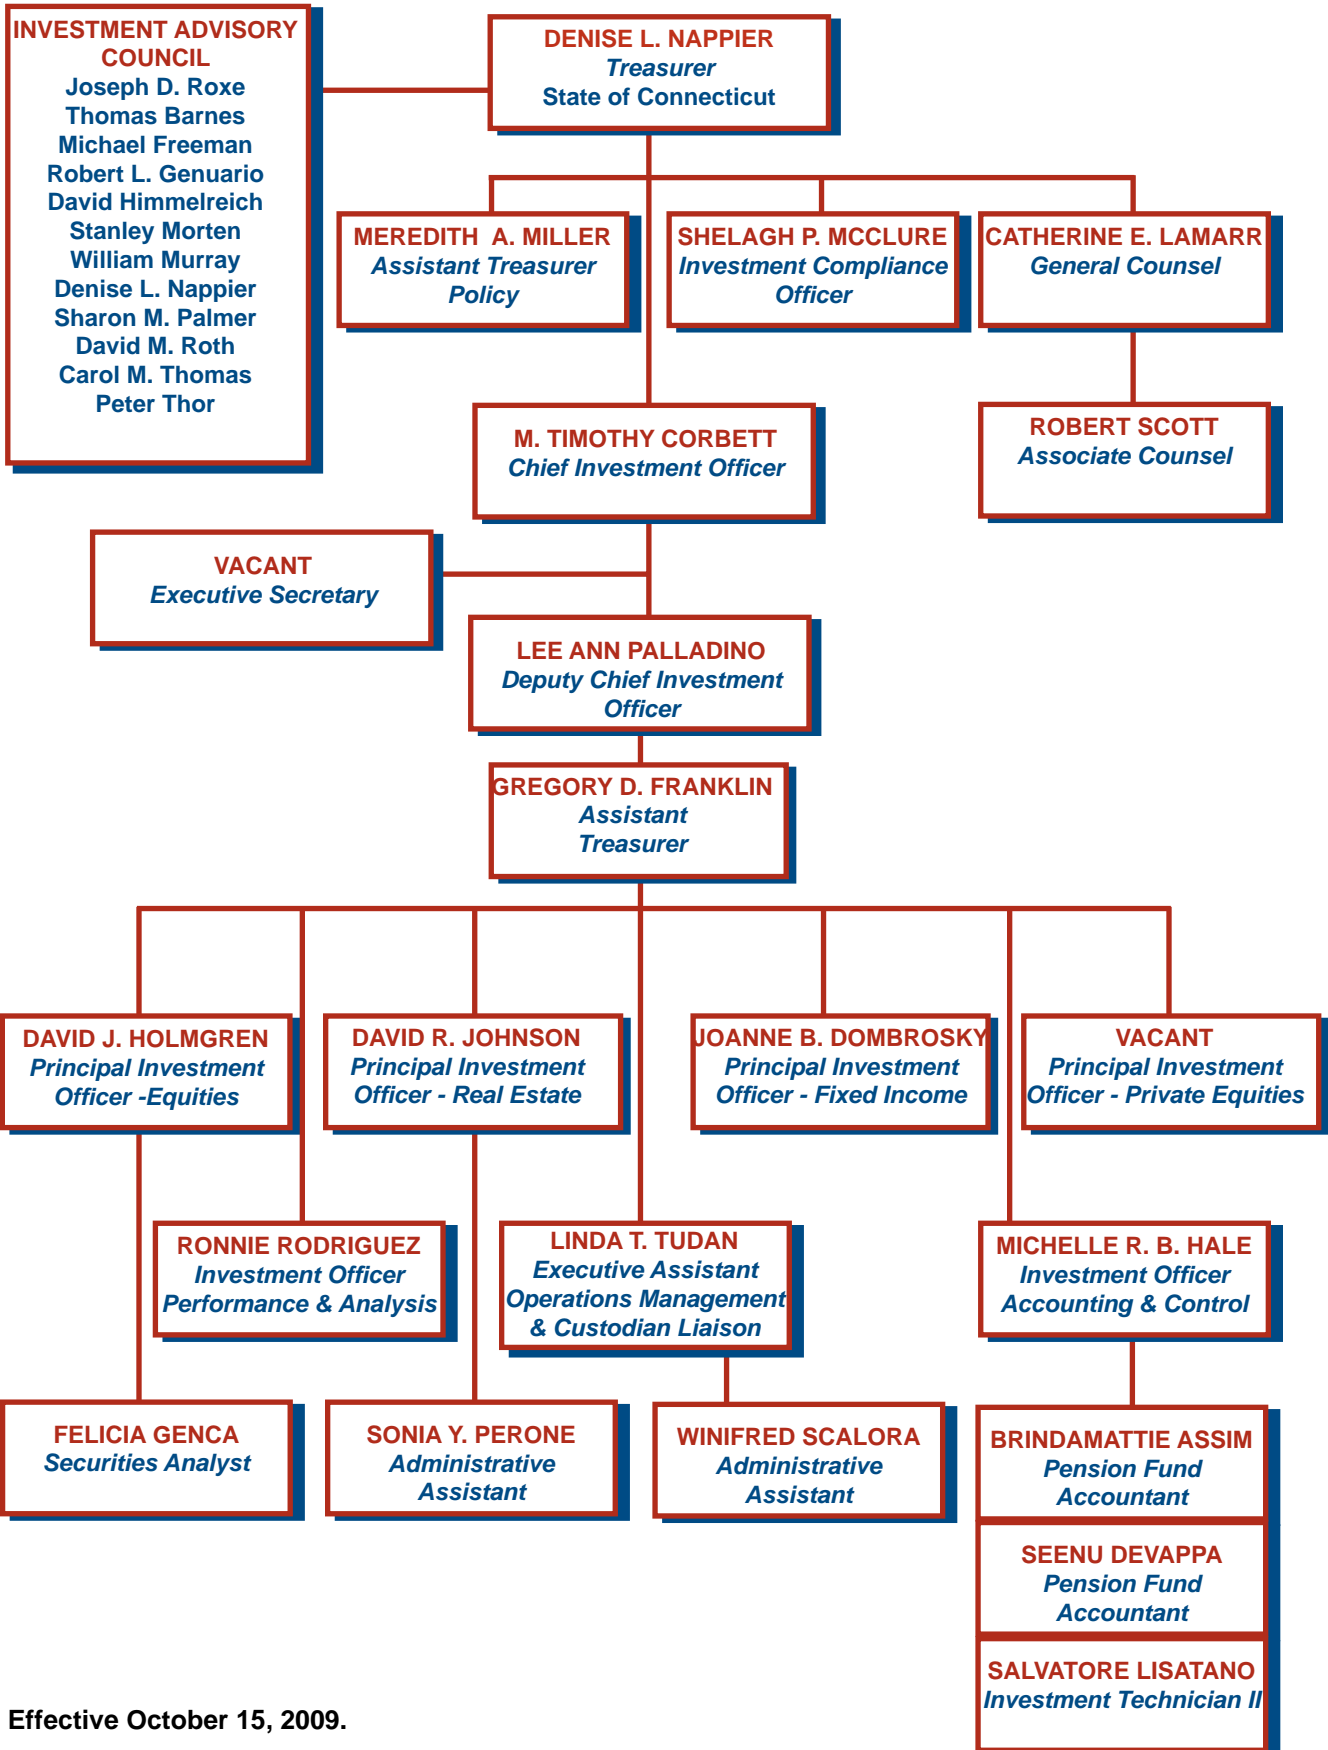 INVESTMENT ADVISORY
COUNCIL
Joseph D. Roxe
Thomas Barnes
Michael Freeman
Robert L. Genuario
David Himmelreich
Stanley Morten
William Murray
Denise L. Nappier
Sharon M. Palmer
David M. Roth
Carol M. Thomas
Peter Thor
DENISE L. NAPPIER
Treasurer
State of Connecticut
MEREDITH A. MILLER
Assistant Treasurer
Policy
SHELAGH P. MCCLURE
Investment Compliance
Officer
CATHERINE E. LAMARR
General Counsel
M. TIMOTHY CORBETT
Chief Investment Officer
ROBERT SCOTT
Associate Counsel
VACANT
Executive Secretary
LEE ANN PALLADINO
Deputy Chief Investment
Officer
GREGORY D. FRANKLIN
Assistant
Treasurer
DAVID J. HOLMGREN
Principal Investment
Officer -Equities
DAVID R. JOHNSON
Principal Investment
Officer - Real Estate
JOANNE B. DOMBROSKY
Principal Investment
Officer - Fixed Income
VACANT
Principal Investment
Officer - Private Equities
RONNIE RODRIGUEZ
Investment Officer
Performance & Analysis
LINDA T. TUDAN
Executive Assistant
Operations Management
& Custodian Liaison
MICHELLE R. B. HALE
Investment Officer
Accounting & Control
FELICIA GENCA
Securities Analyst
SONIA Y. PERONE
Administrative
Assistant
WINIFRED SCALORA
Administrative
Assistant
BRINDAMATTIE ASSIM
Pension Fund
Accountant
SEENU DEVAPPA
Pension Fund
Accountant
SALVATORE LISATANO
Investment Technician II
Effective October 15, 2009.